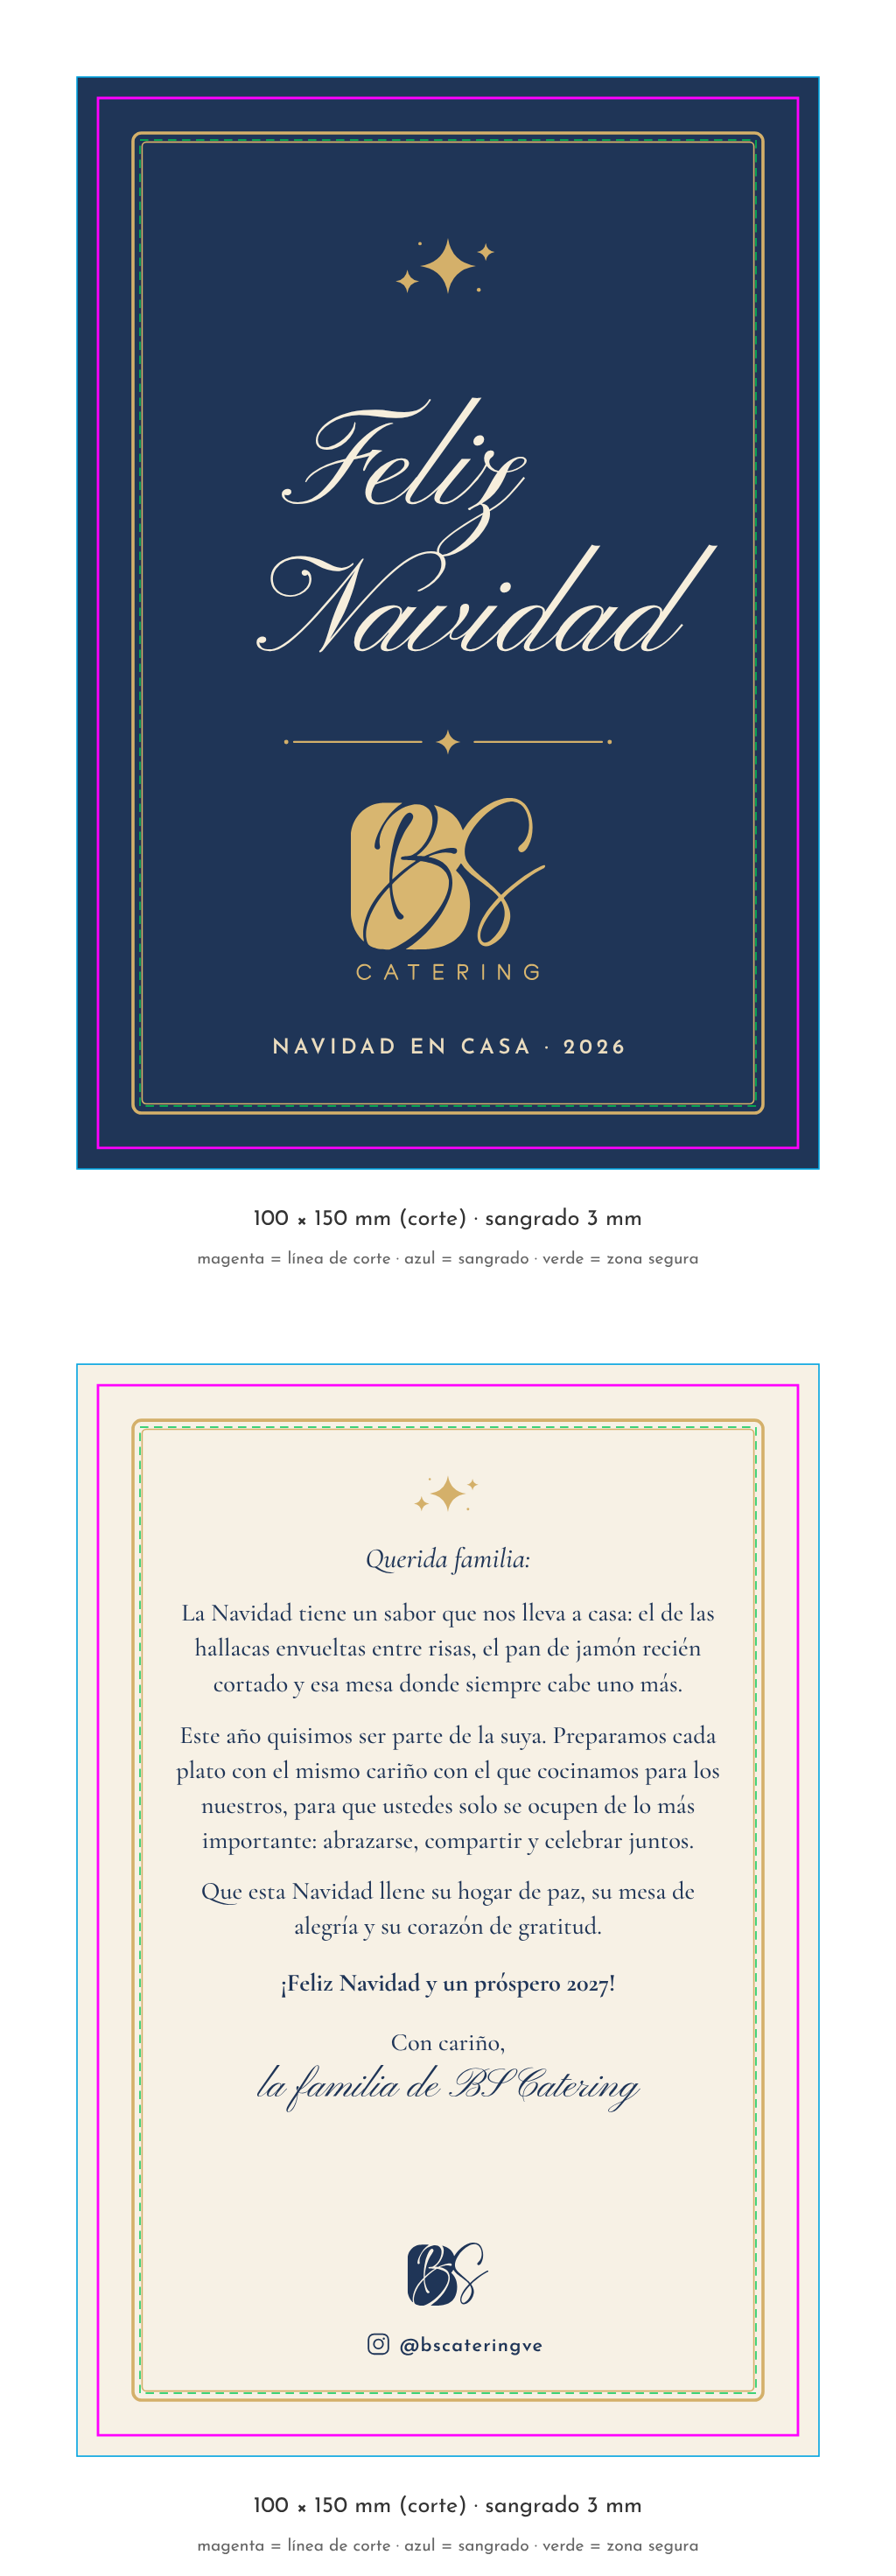 Feliz
Navidad
BS
CATERING
NAVIDAD EN CASA · 2026
100 × 150 mm (corte) · sangrado 3 mm
magenta = línea de corte · azul = sangrado · verde = zona segura
Querida familia:
La Navidad tiene un sabor que nos lleva a casa: el de las
hallacas envueltas entre risas, el pan de jamón recién
cortado y esa mesa donde siempre cabe uno más.
Este año quisimos ser parte de la suya. Preparamos cada
plato con el mismo cariño con el que cocinamos para los
nuestros, para que ustedes solo se ocupen de lo más
importante: abrazarse, compartir y celebrar juntos.
Que esta Navidad llene su hogar de paz, su mesa de
alegría y su corazón de gratitud.
¡Feliz Navidad y un próspero 2027!
Con cariño,
la familia de BS Catering
BS
@bscateringve
100 × 150 mm (corte) · sangrado 3 mm
magenta = línea de corte · azul = sangrado · verde = zona segura